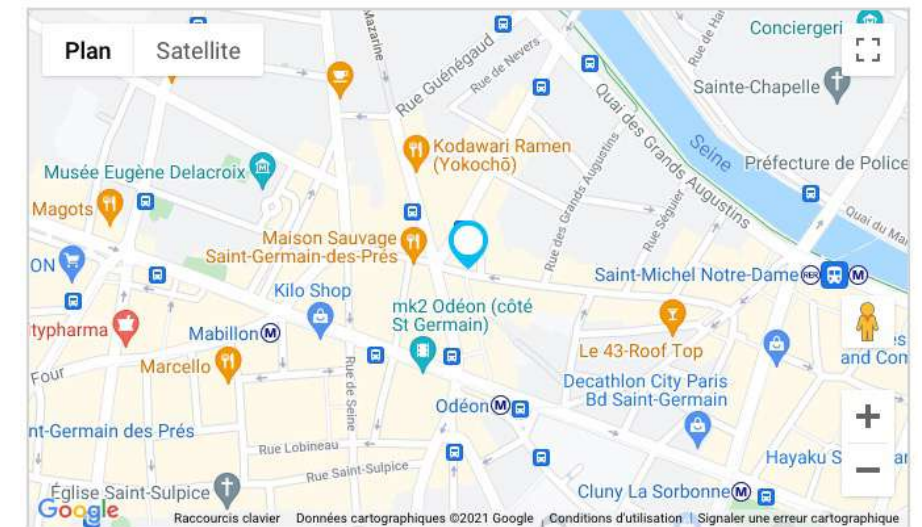 Plan
Satellite
Mazarine
Rue Guénégaud
Rue de Nevers
Conciergeri
Sainte-Chapelle
Quai des Grands Augustins
Seine
Préfecture de Police
Kodawari Ramen
(Yokochō)
Musée Eugène Delacroix
Magots
Rue des Grands Augustins
Rue Séguier
Quai du Mar
Maison Sauvage
Saint-Germain-des-Prés
ON
Saint-Michel Notre-Dame
RER
M
Kilo Shop
mk2 Odéon (côté
St Germain)
typharma
Mabillon
M
Marcello
Le 43-Roof Top
and Com
Four
Rue de Seine
Decathlon City Paris
Bd Saint-Germain
Odéon
M
nt-Germain des Prés
Rue Lobineau
Rue Saint-Sulpice
Hayaku S
Église Saint-Sulpice
Cluny La Sorbonne
M
Google
Raccourcis clavier
Données cartographiques ©2021 Google
Conditions d'utilisation
Signaler une erreur cartographique